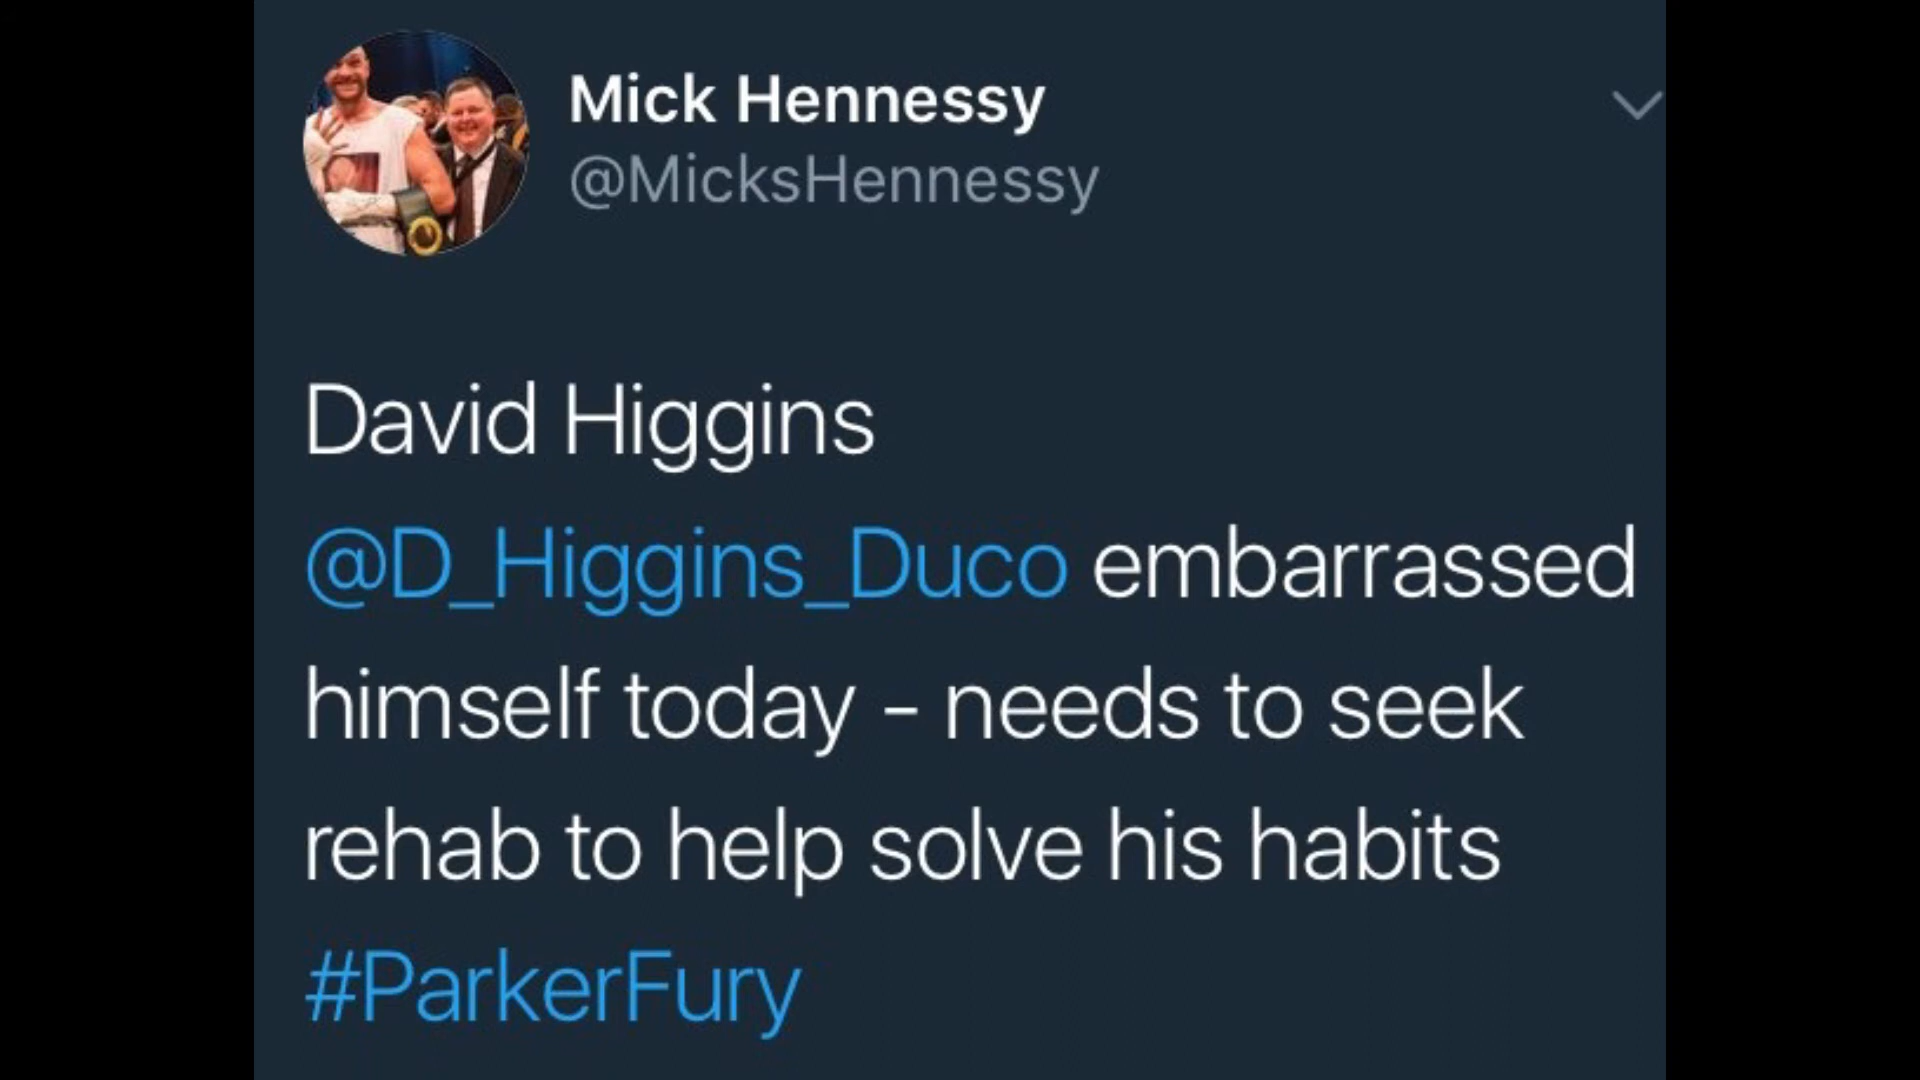 Mick Hennessy
@MicksHennessy
David Higgins
@D_Higgins_Duco embarrassed
himself today - needs to seek
rehab to help solve his habits
#ParkerFury